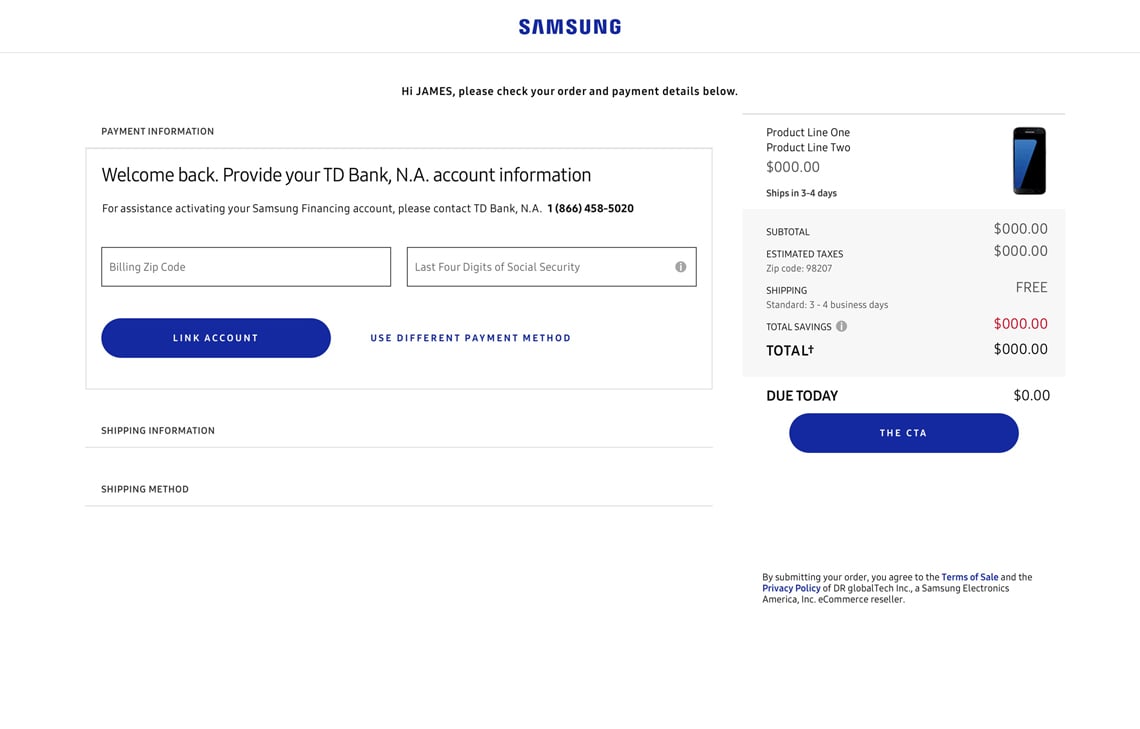 SAMSUNG
Hi JAMES, please check your order and payment details below.
PAYMENT INFORMATION
Welcome back. Provide your TD Bank, N.A. account information
For assistance activating your Samsung Financing account, please contact TD Bank, N.A. 1 (866) 458-5020
Billing Zip Code
Last Four Digits of Social Security
LINK ACCOUNT
USE DIFFERENT PAYMENT METHOD
SHIPPING INFORMATION
SHIPPING METHOD
Product Line One
Product Line Two
$000.00
Ships in 3-4 days
SUBTOTAL $000.00
ESTIMATED TAXES $000.00
Zip code: 98207
SHIPPING FREE
Standard: 3 - 4 business days
TOTAL SAVINGS $000.00
TOTAL† $000.00
DUE TODAY $0.00
THE CTA
By submitting your order, you agree to the Terms of Sale and the
Privacy Policy of DR globalTech Inc., a Samsung Electronics
America, Inc. eCommerce reseller.